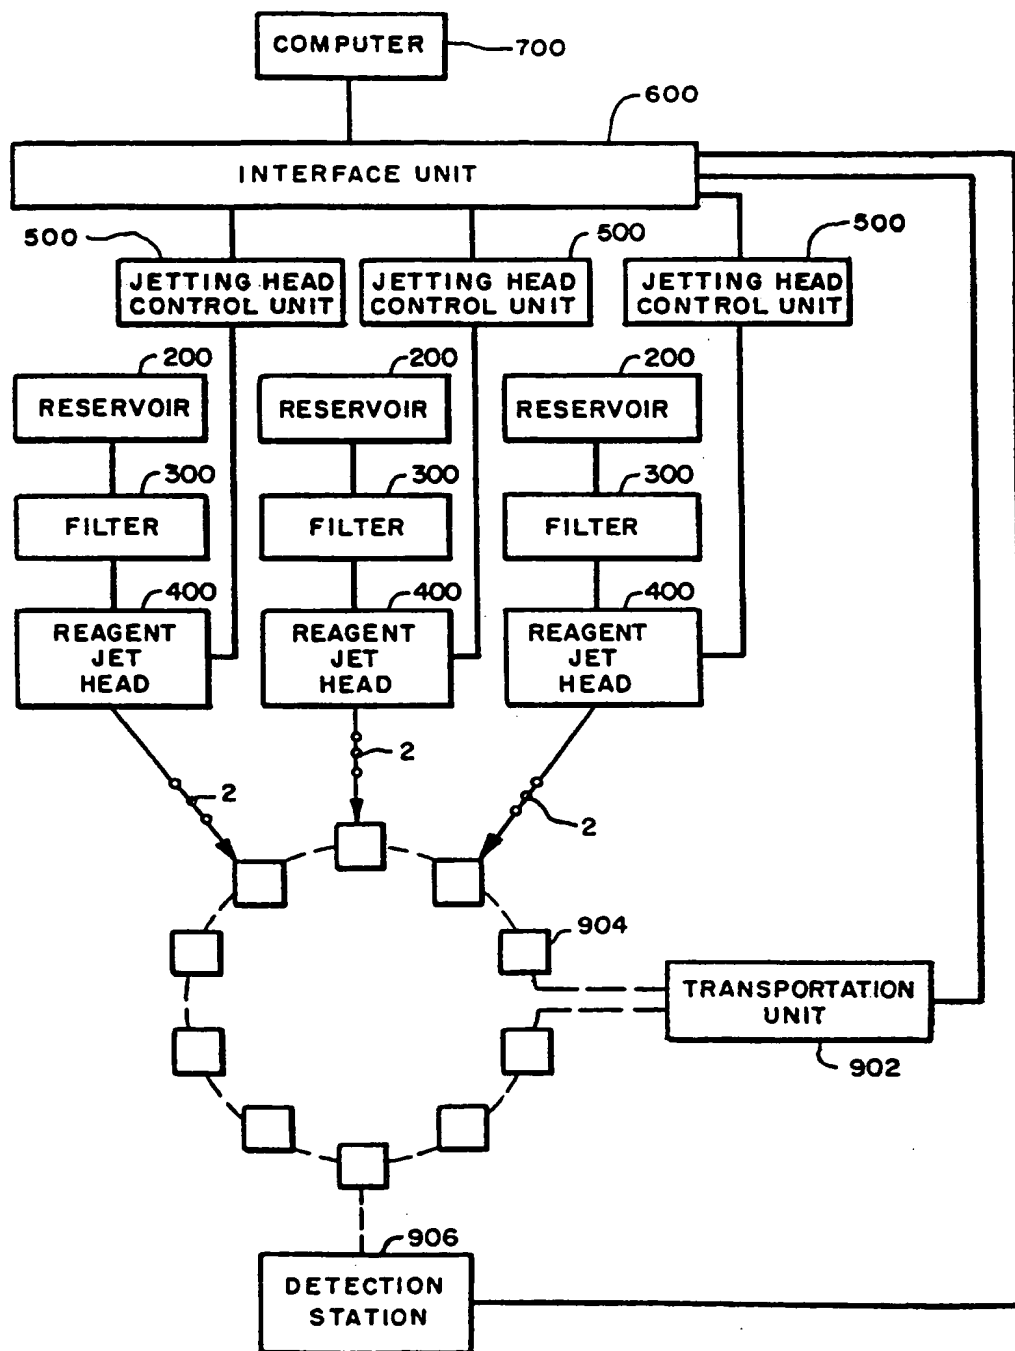 COMPUTER
700
600
INTERFACE UNIT
500
500
500
JETTING HEAD
CONTROL UNIT
JETTING HEAD
CONTROL UNIT
JETTING HEAD
CONTROL UNIT
200
200
200
RESERVOIR
RESERVOIR
RESERVOIR
300
300
300
FILTER
FILTER
FILTER
400
400
400
REAGENT
JET
HEAD
REAGENT
JET
HEAD
REAGENT
JET
HEAD
2
2
2
904
TRANSPORTATION
UNIT
902
906
DETECTION
STATION